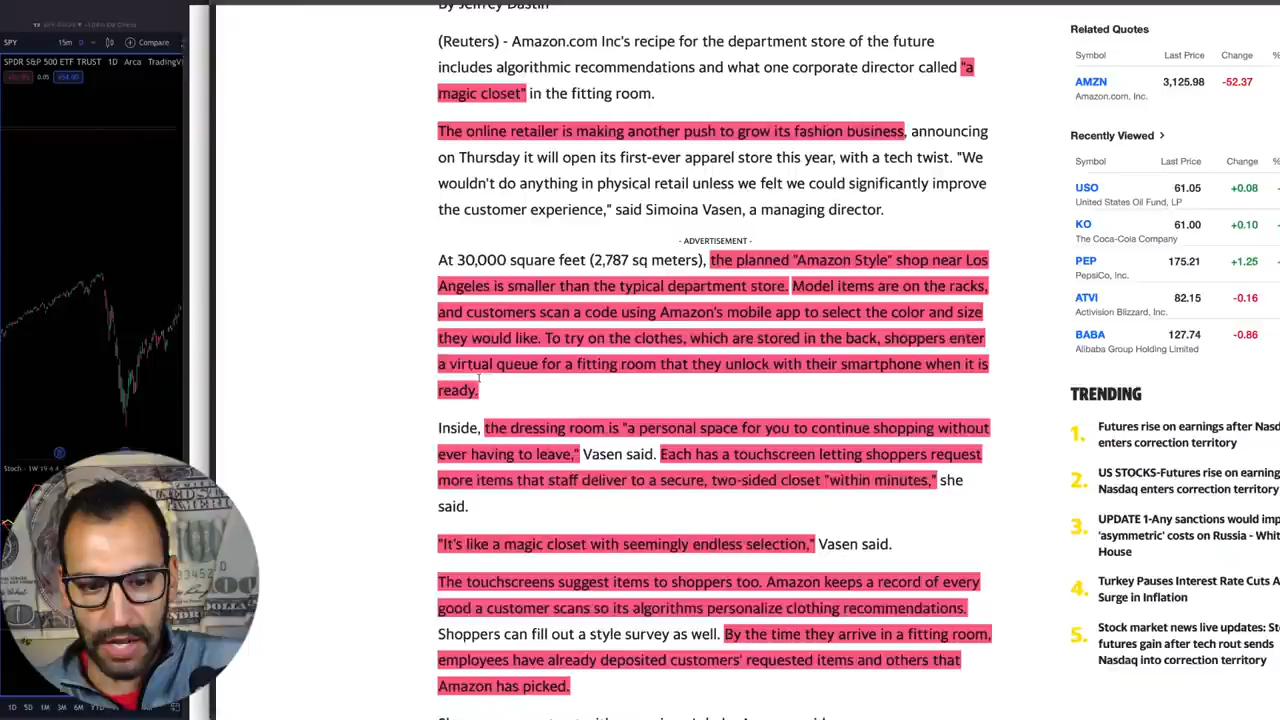 By Jeffrey Dastin
SPY 15m D Compare
SPDR S&P 500 ETF TRUST 1D Arca TradingVi
0.05
(Reuters) - Amazon.com Inc's recipe for the department store of the future
includes algorithmic recommendations and what one corporate director called "a
magic closet" in the fitting room.
The online retailer is making another push to grow its fashion business, announcing
on Thursday it will open its first-ever apparel store this year, with a tech twist. "We
wouldn't do anything in physical retail unless we felt we could significantly improve
the customer experience," said Simoina Vasen, a managing director.
- ADVERTISEMENT -
At 30,000 square feet (2,787 sq meters), the planned "Amazon Style" shop near Los
Angeles is smaller than the typical department store. Model items are on the racks,
and customers scan a code using Amazon's mobile app to select the color and size
they would like. To try on the clothes, which are stored in the back, shoppers enter
a virtual queue for a fitting room that they unlock with their smartphone when it is
ready.
Inside, the dressing room is "a personal space for you to continue shopping without
ever having to leave," Vasen said. Each has a touchscreen letting shoppers request
more items that staff deliver to a secure, two-sided closet "within minutes," she
said.
"It's like a magic closet with seemingly endless selection," Vasen said.
The touchscreens suggest items to shoppers too. Amazon keeps a record of every
good a customer scans so its algorithms personalize clothing recommendations.
Shoppers can fill out a style survey as well. By the time they arrive in a fitting room,
employees have already deposited customers' requested items and others that
Amazon has picked.
Related Quotes
Symbol Last Price Change %
AMZN 3,125.98 -52.37
Amazon.com, Inc.
Recently Viewed >
Symbol Last Price Change %
USO 61.05 +0.08 -
United States Oil Fund, LP
KO 61.00 +0.10 -
The Coca-Cola Company
PEP 175.21 +1.25 -
PepsiCo, Inc.
ATVI 82.15 -0.16
Activision Blizzard, Inc.
BABA 127.74 -0.86
Alibaba Group Holding Limited
TRENDING
1. Futures rise on earnings after Nasd
enters correction territory
2. US STOCKS-Futures rise on earning
Nasdaq enters correction territory
3. UPDATE 1-Any sanctions would imp
'asymmetric' costs on Russia - Whit
House
4. Turkey Pauses Interest Rate Cuts A
Surge in Inflation
5. Stock market news live updates: St
futures gain after tech rout sends
Nasdaq into correction territory
Stoch - 1W
1D 5D 1M 3M 6M YTD